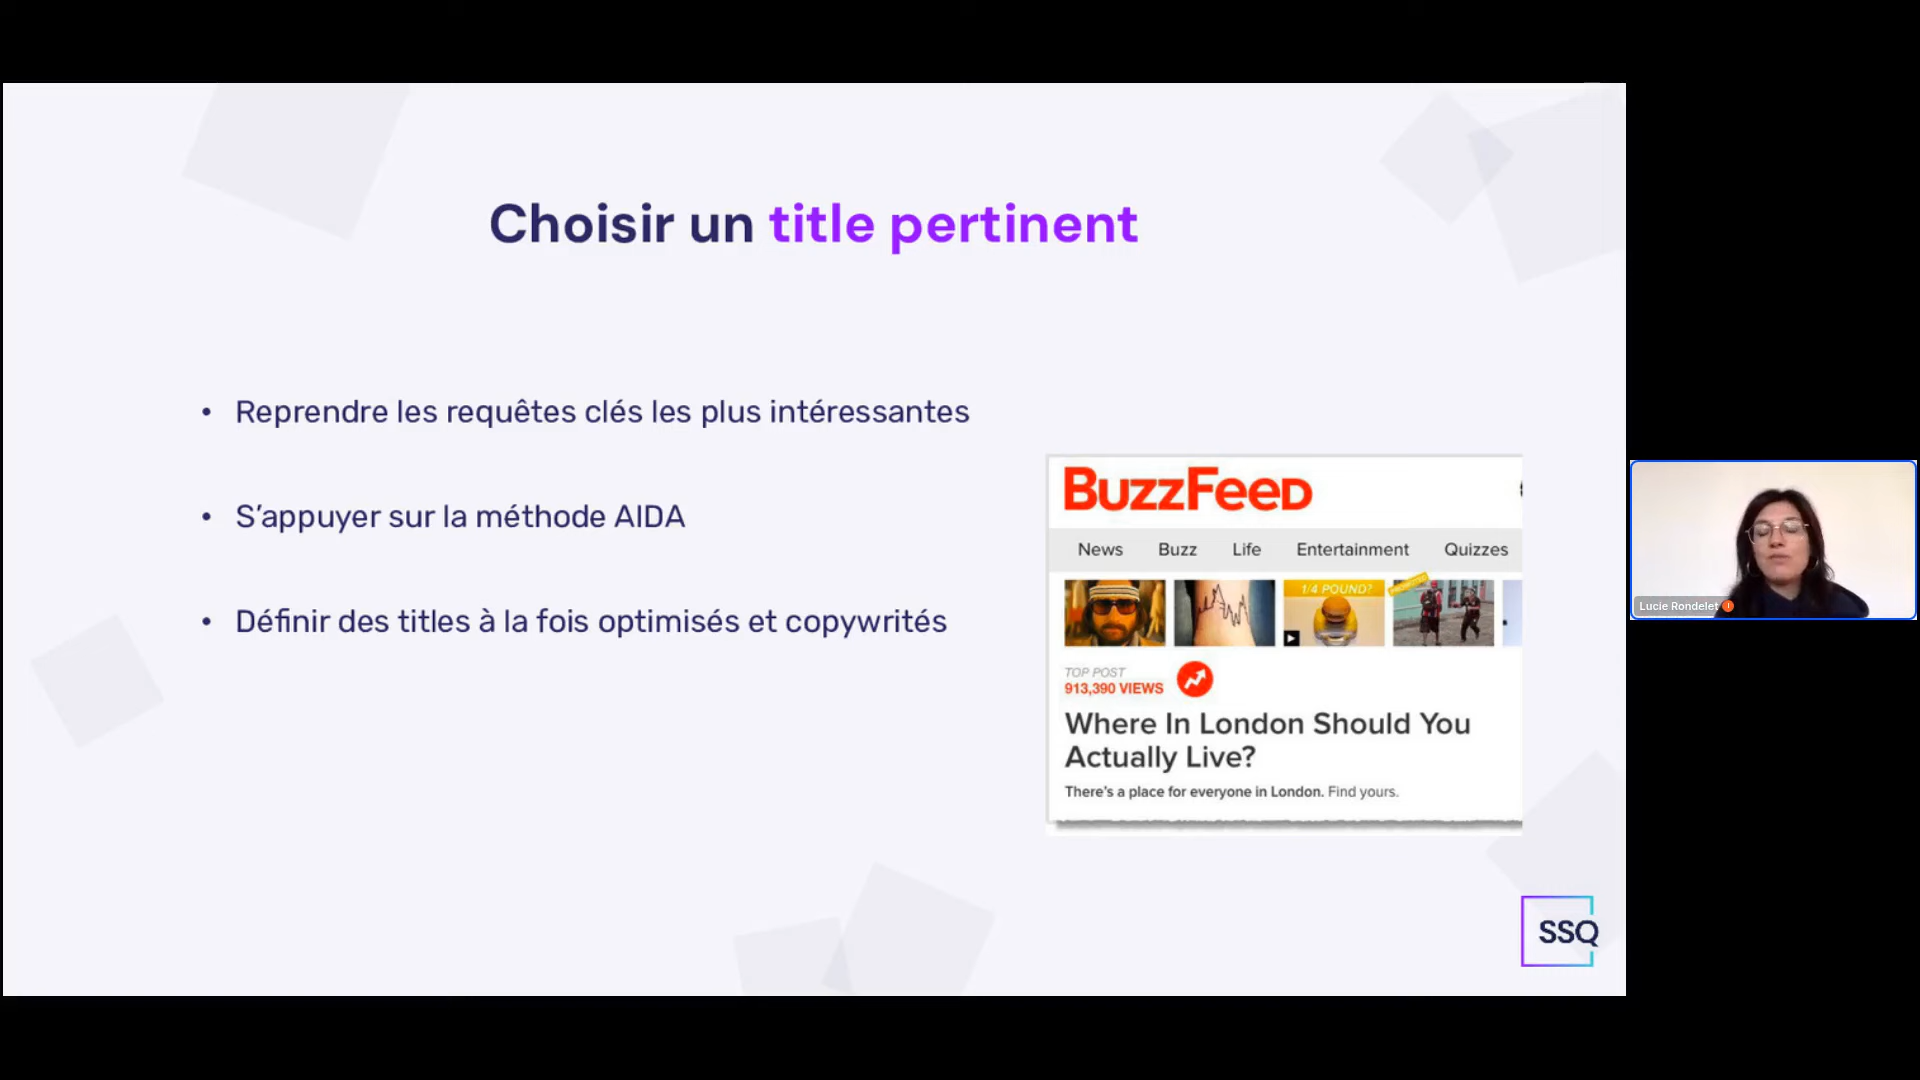 Choisir un title pertinent
• Reprendre les requêtes clés les plus intéressantes
• S’appuyer sur la méthode AIDA
• Définir des titles à la fois optimisés et copywrités
BuzzFeeD
News Buzz Life Entertainment Quizzes
1/4 POUND?
TOP POST
913,390 VIEWS
Where In London Should You
Actually Live?
There's a place for everyone in London. Find yours.
Lucie Rondelet
SSQ